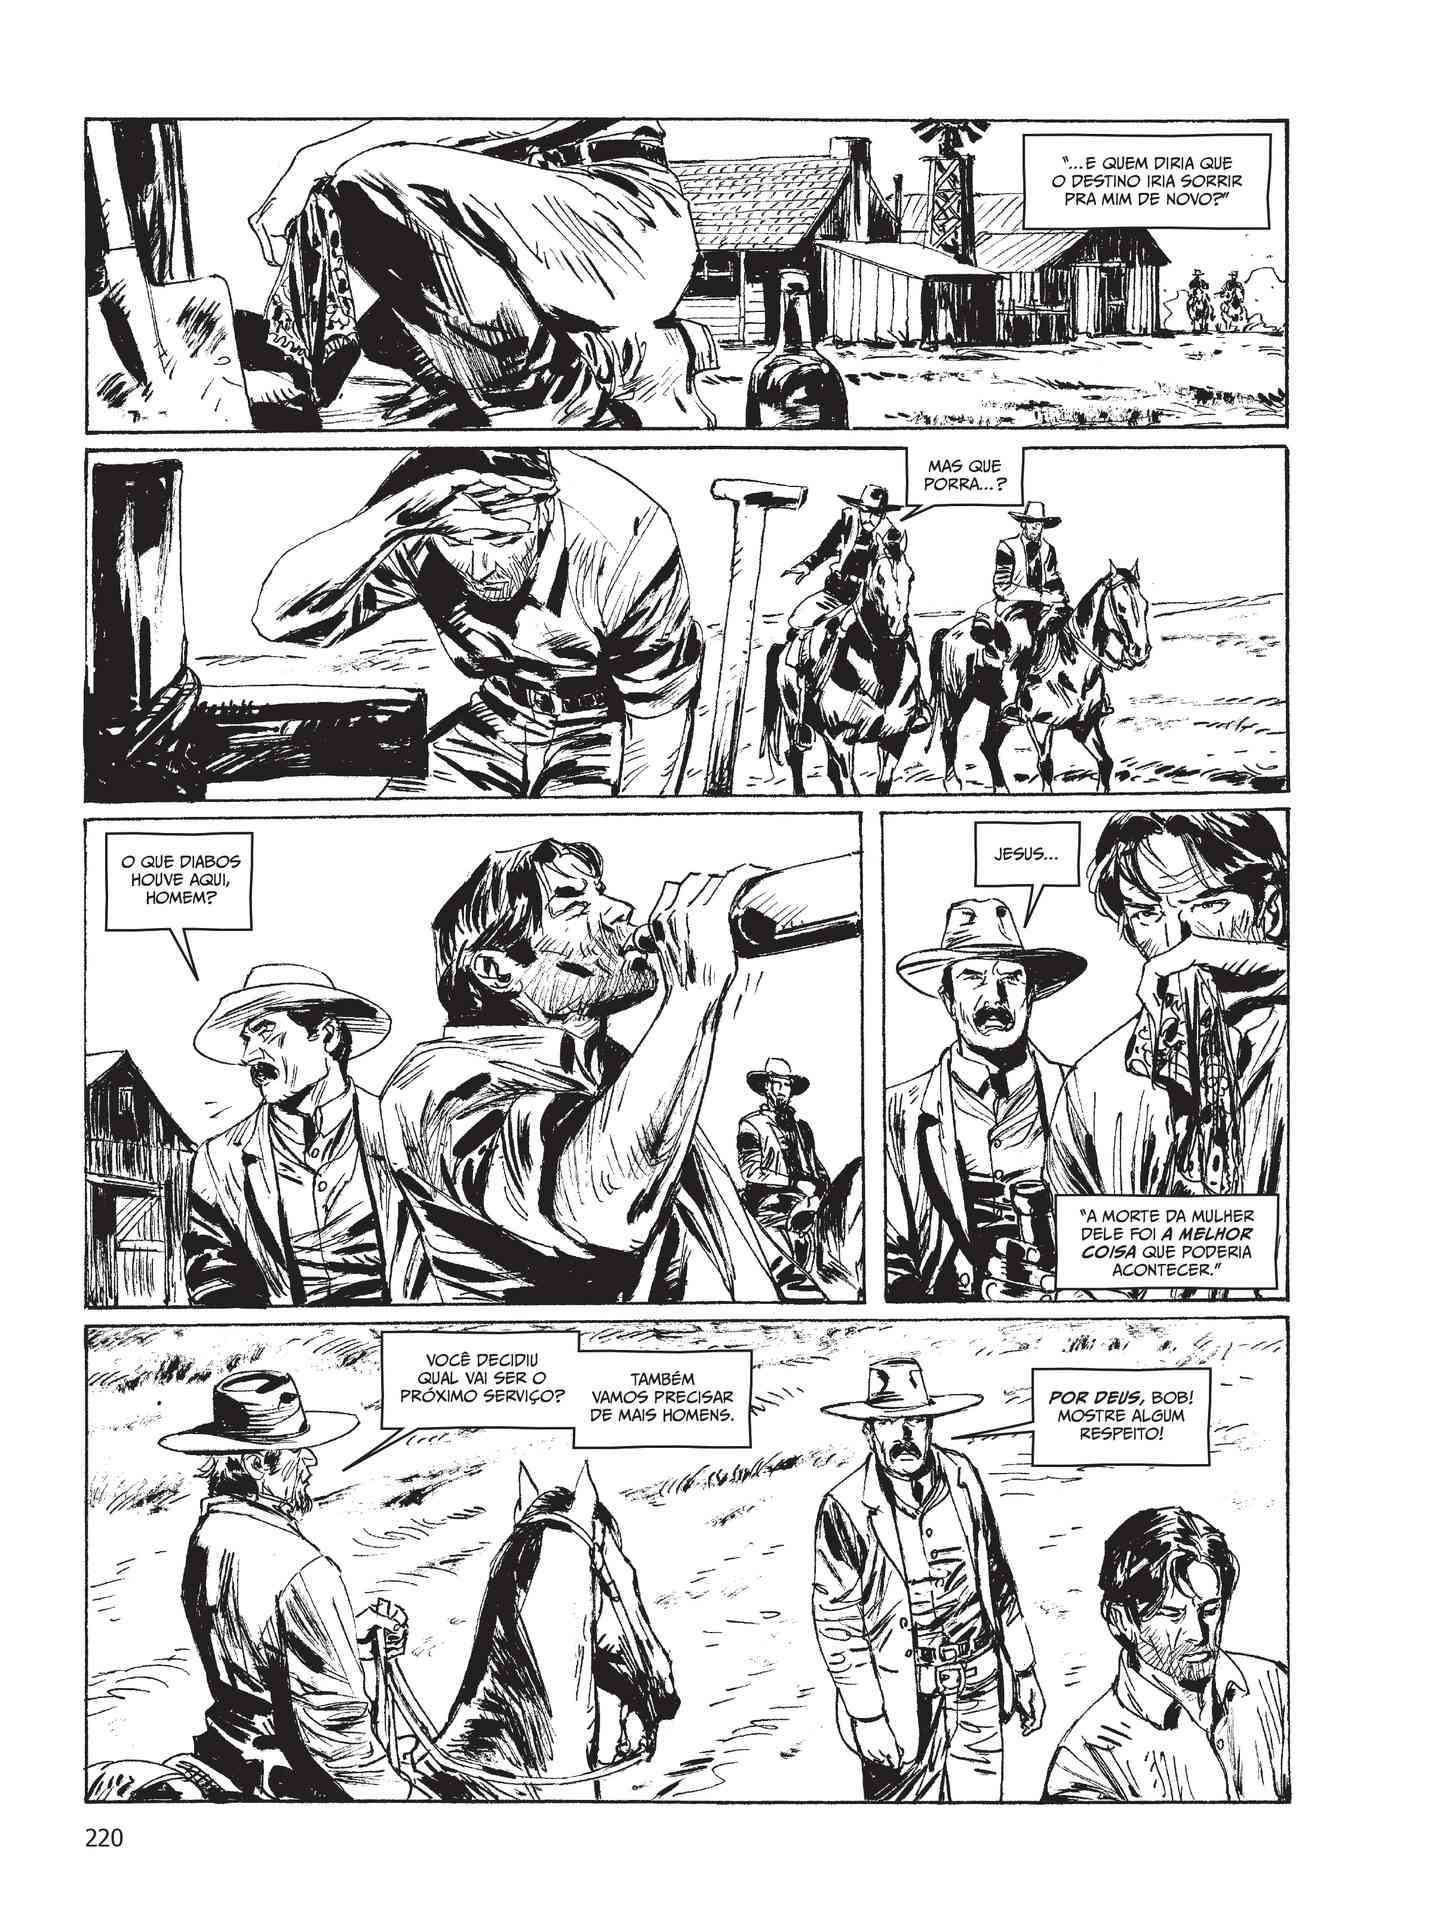 "...E QUEM DIRIA QUE
O DESTINO IRIA SORRIR
PRA MIM DE NOVO?"
MAS QUE
PORRA...?
O QUE DIABOS
HOUVE AQUI,
HOMEM?
JESUS...
"A MORTE DA MULHER
DELE FOI A MELHOR
COISA QUE PODERIA
ACONTECER."
VOCÊ DECIDIU
QUAL VAI SER O
PRÓXIMO SERVIÇO?
TAMBÉM
VAMOS PRECISAR
DE MAIS HOMENS.
POR DEUS, BOB!
MOSTRE ALGUM
RESPEITO!
220